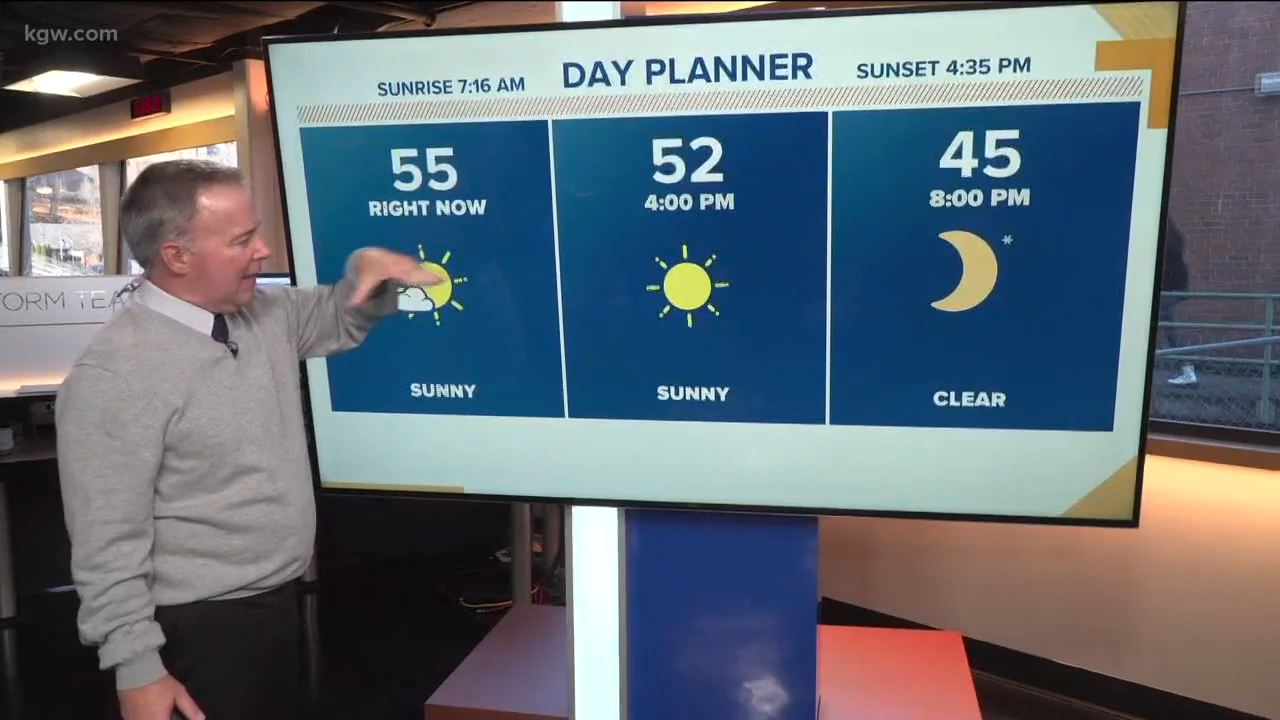 kgw.com
SUNRISE 7:16 AM
DAY PLANNER
SUNSET 4:35 PM
55
RIGHT NOW
SUNNY
52
4:00 PM
SUNNY
45
8:00 PM
CLEAR
TORM TEA